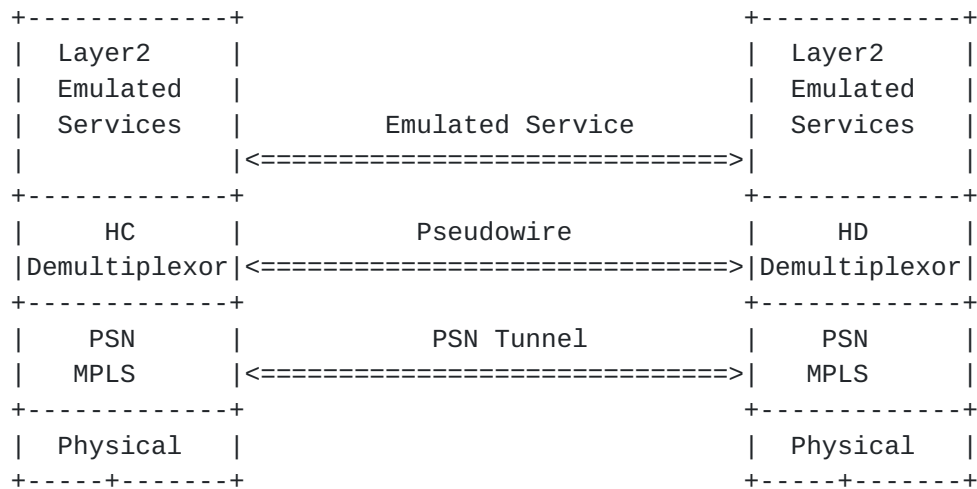 +-------------+                                +-------------+
|  Layer2     |                                |  Layer2     |
|  Emulated   |                                |  Emulated   |
|  Services   |         Emulated Service       |  Services   |
|             |<==============================>|             |
+-------------+                                +-------------+
|     HC      |           Pseudowire           |     HD      |
|Demultiplexor|<==============================>|Demultiplexor|
+-------------+                                +-------------+
|    PSN      |            PSN Tunnel          |    PSN      |
|   MPLS      |<==============================>|   MPLS      |
+-------------+                                +-------------+
|  Physical   |                                |  Physical   |
+-----+-------+                                +-----+-------+